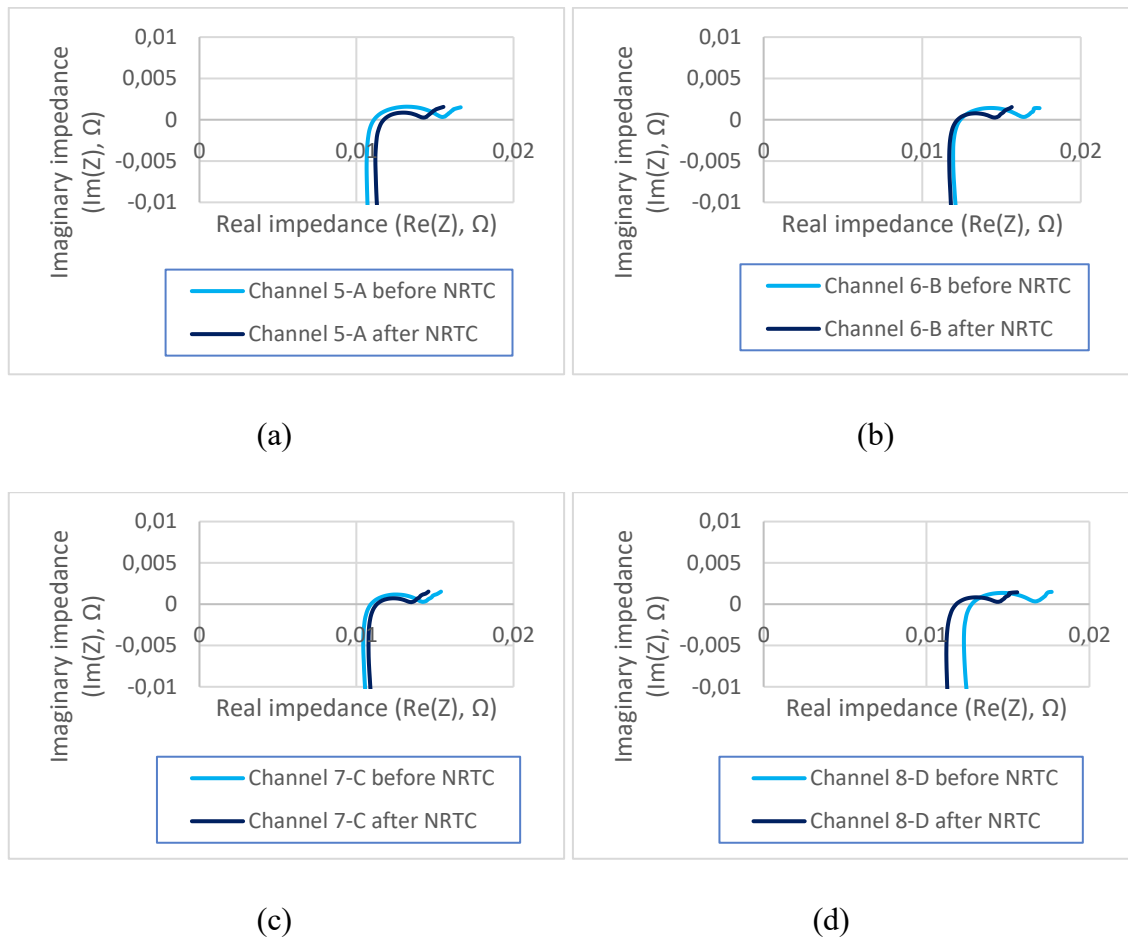 Imaginary impedance
(Im(Z), Ω)
0,01
0,005
0
-0,005
-0,01
0
0,01
0,02
Real impedance (Re(Z), Ω)
Channel 5-A before NRTC
Channel 5-A after NRTC
(a)
Imaginary impedance
(Im(Z), Ω)
0,01
0,005
0
-0,005
-0,01
0
0,01
0,02
Real impedance (Re(Z), Ω)
Channel 6-B before NRTC
Channel 6-B after NRTC
(b)
Imaginary impedance
(Im(Z), Ω)
0,01
0,005
0
-0,005
-0,01
0
0,01
0,02
Real impedance (Re(Z), Ω)
Channel 7-C before NRTC
Channel 7-C after NRTC
(c)
Imaginary impedance
(Im(Z), Ω)
0,01
0,005
0
-0,005
-0,01
0
0,01
0,02
Real impedance (Re(Z), Ω)
Channel 8-D before NRTC
Channel 8-D after NRTC
(d)